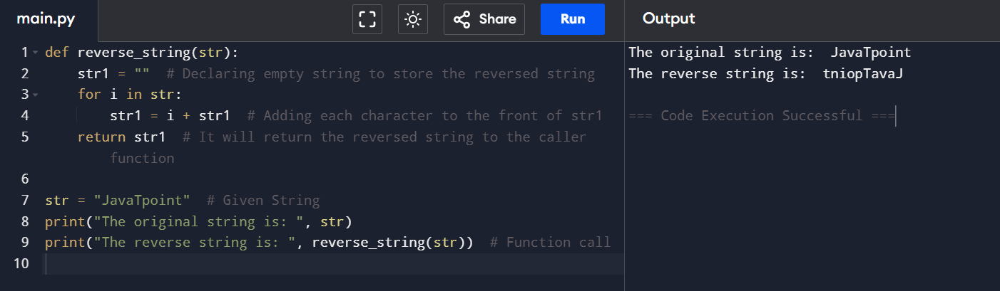 main.py
Share
Run
Output
1 def reverse_string(str):
2     str1 = ""  # Declaring empty string to store the reversed string
3     for i in str:
4         str1 = i + str1  # Adding each character to the front of str1
5     return str1  # It will return the reversed string to the caller
        function
6
7 str = "JavaTpoint"  # Given String
8 print("The original string is: ", str)
9 print("The reverse string is: ", reverse_string(str))  # Function call
10
The original string is:  JavaTpoint
The reverse string is:  tniopTavaJ
=== Code Execution Successful ===